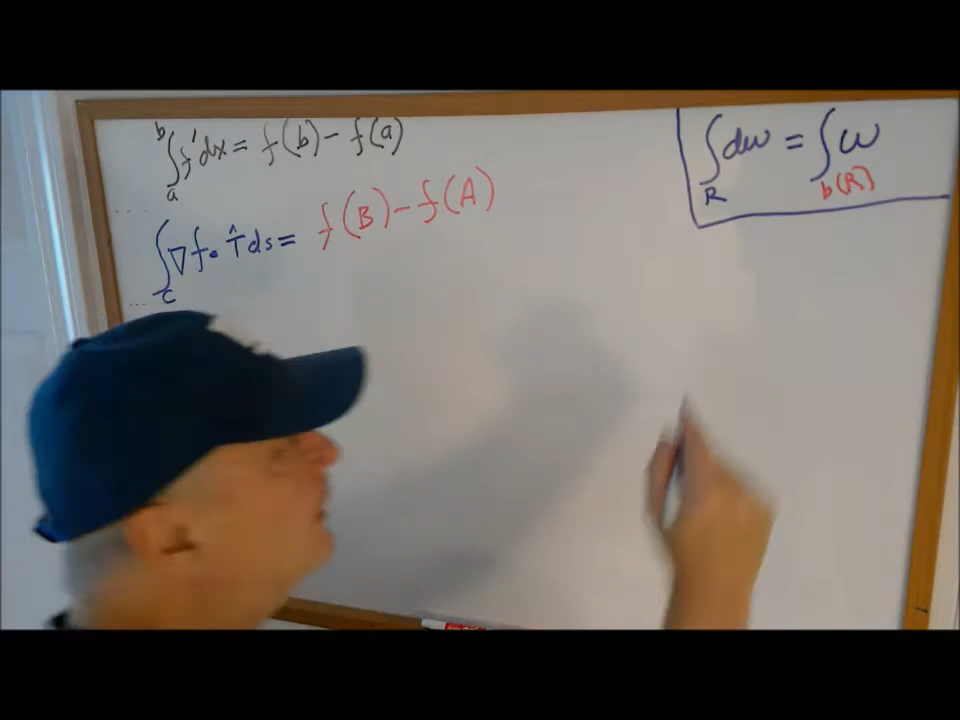 ∫_a^b f' dx = f(b) - f(a)
∫_C ∇f • T̂ ds = f(B) - f(A)
∫_R dω = ∫_{b(R)} ω